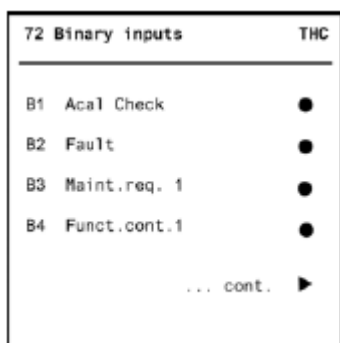 72 Binary inputs THC
B1 Acal Check ●
B2 Fault ●
B3 Maint.req. 1 ●
B4 Funct.cont.1 ●
... cont. ▶